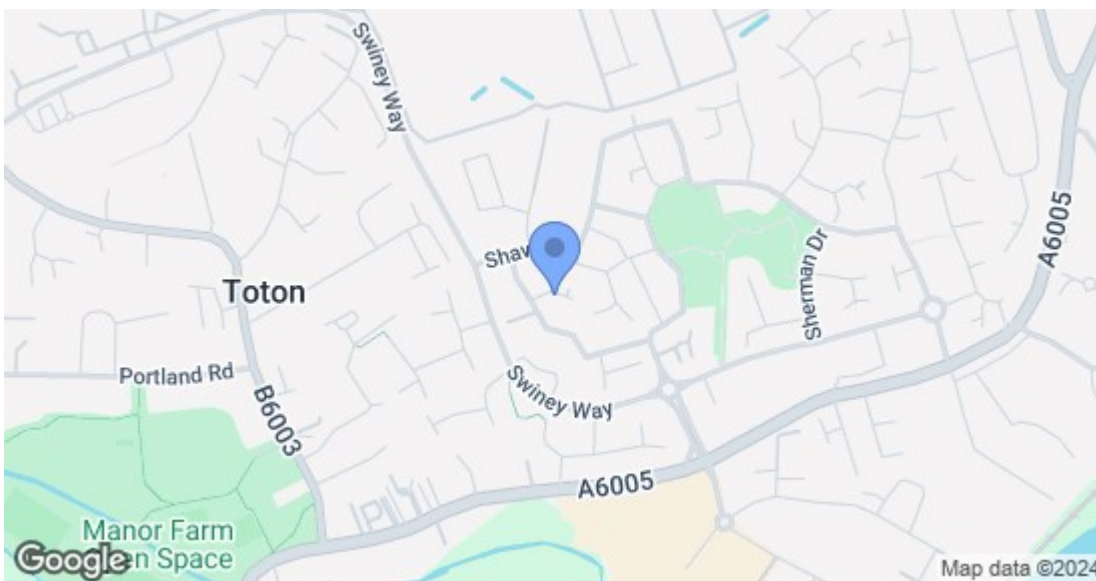 Swiney Way
A6005
Shav
Sherman Dr
Toton
Portland Rd
Swiney Way
B6003
A6005
Manor Farm
en Space
Google
Map data ©2024